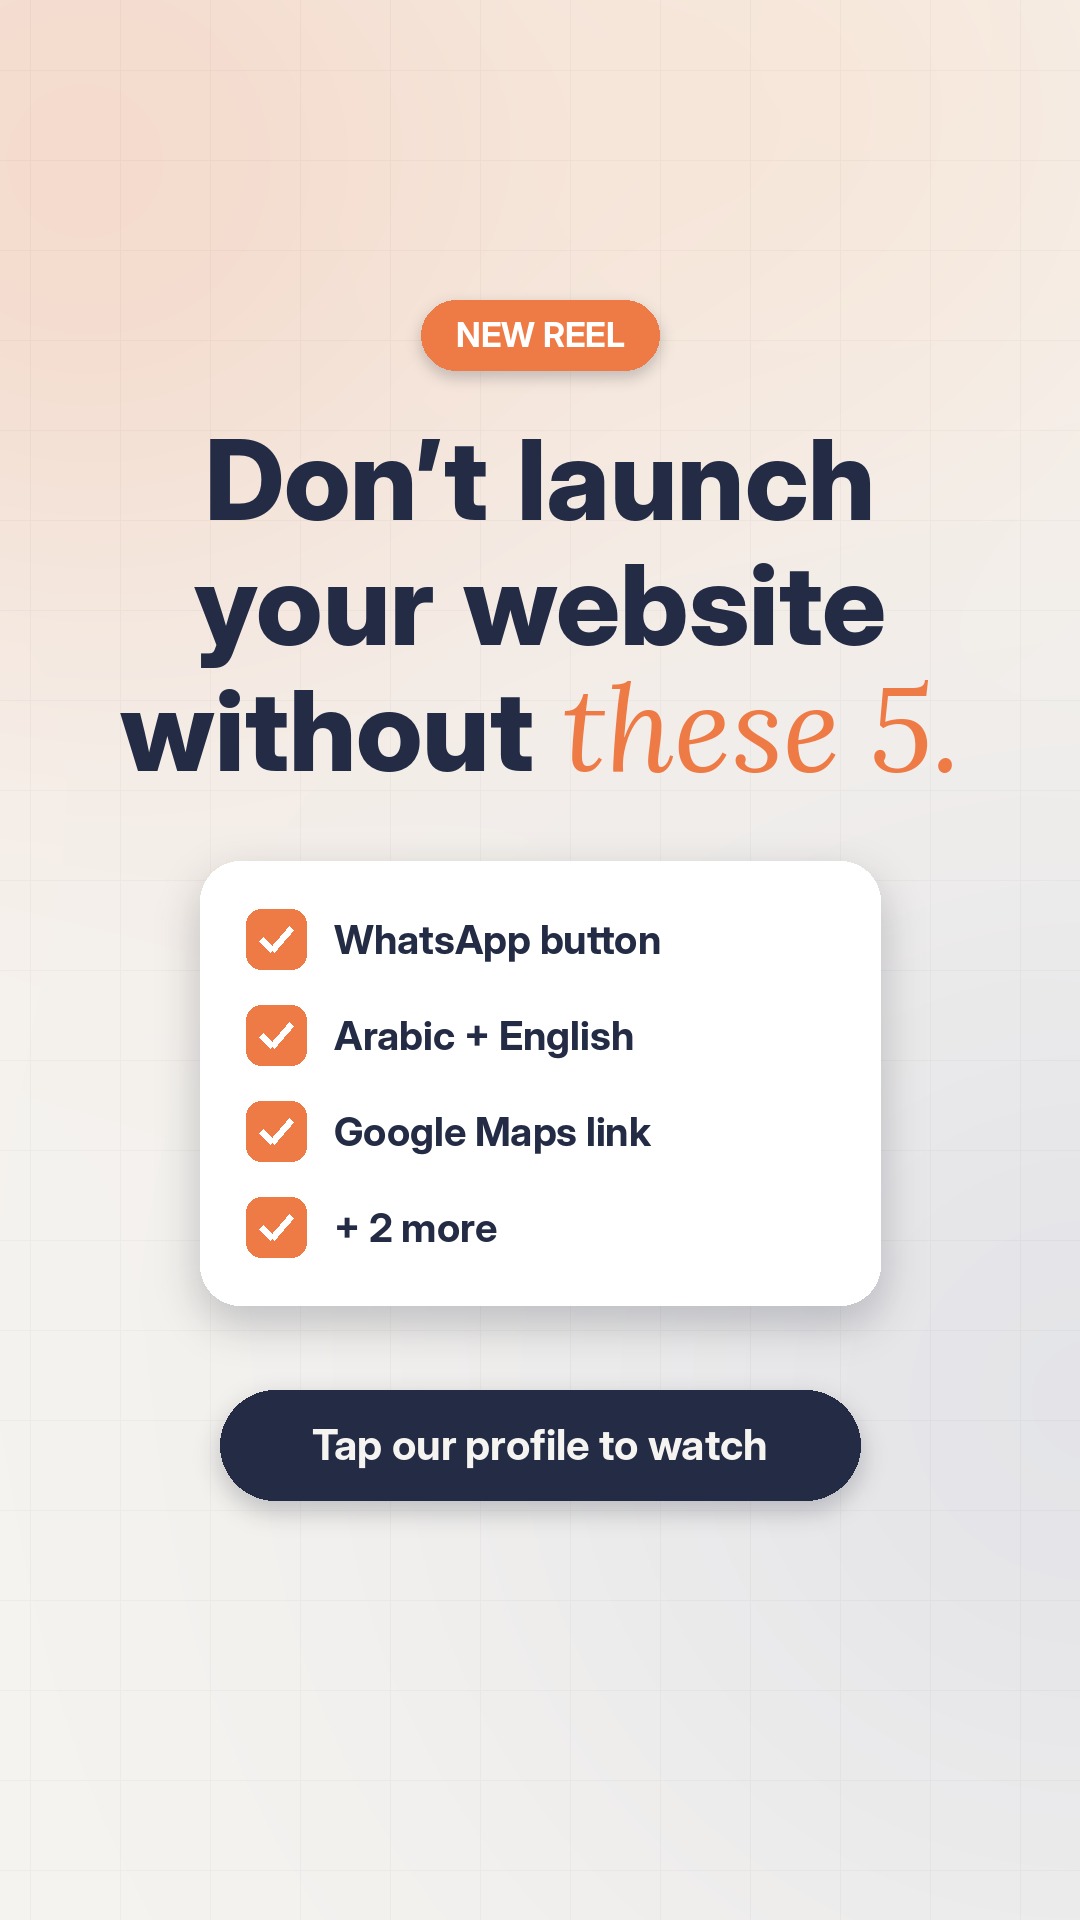 NEW REEL
Don’t launch
your website
without these 5.
WhatsApp button
Arabic + English
Google Maps link
+ 2 more
Tap our profile to watch